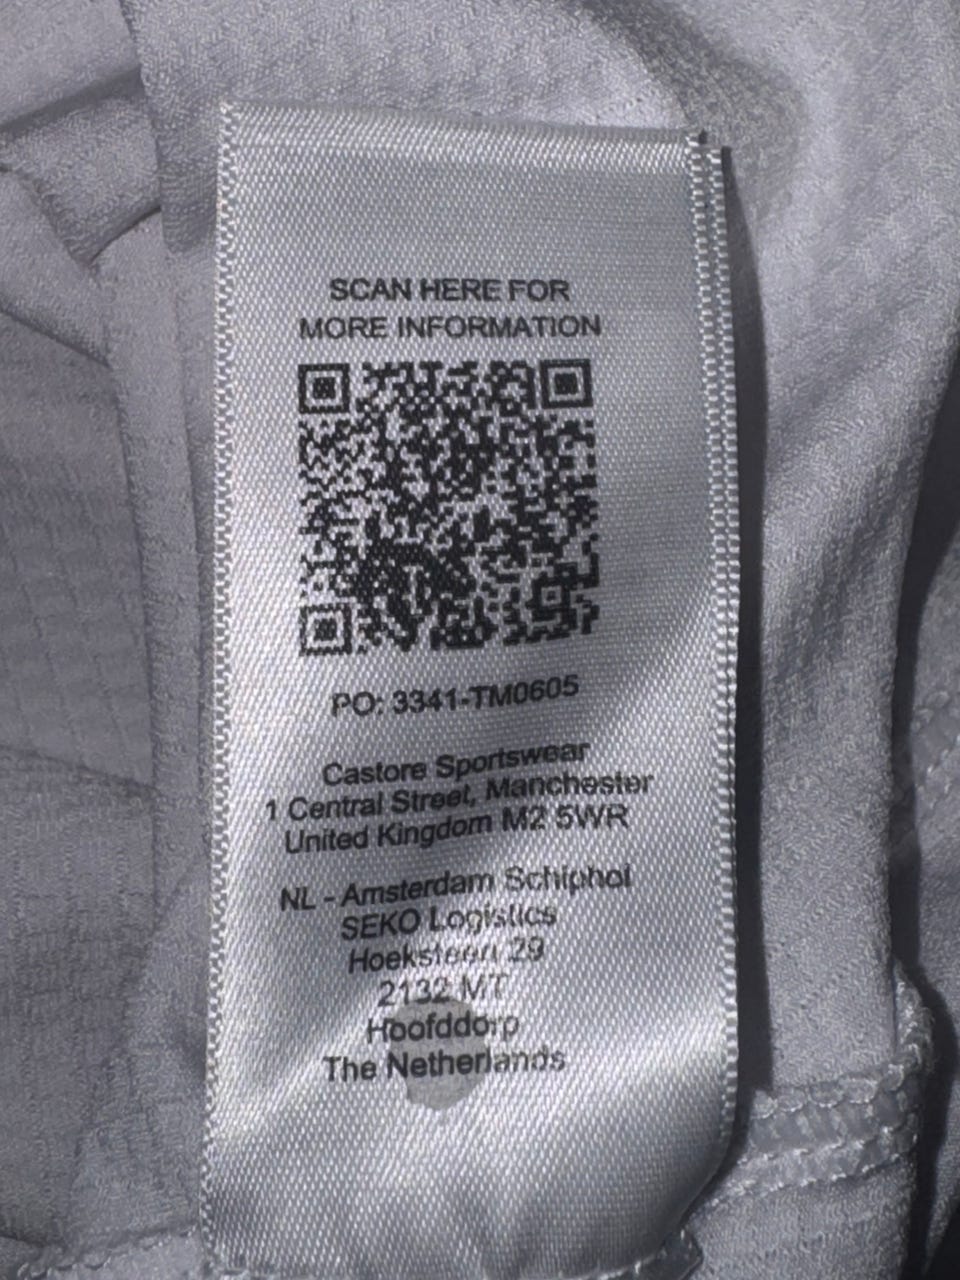 SCAN HERE FOR
MORE INFORMATION
PO: 3341-TM0605
Castore Sportswear
1 Central Street, Manchester
United Kingdom M2 5WR
NL - Amsterdam Schiphol
SEKO Logistics
Hoeksteen 29
2132 MT
Hoofddorp
The Netherlands